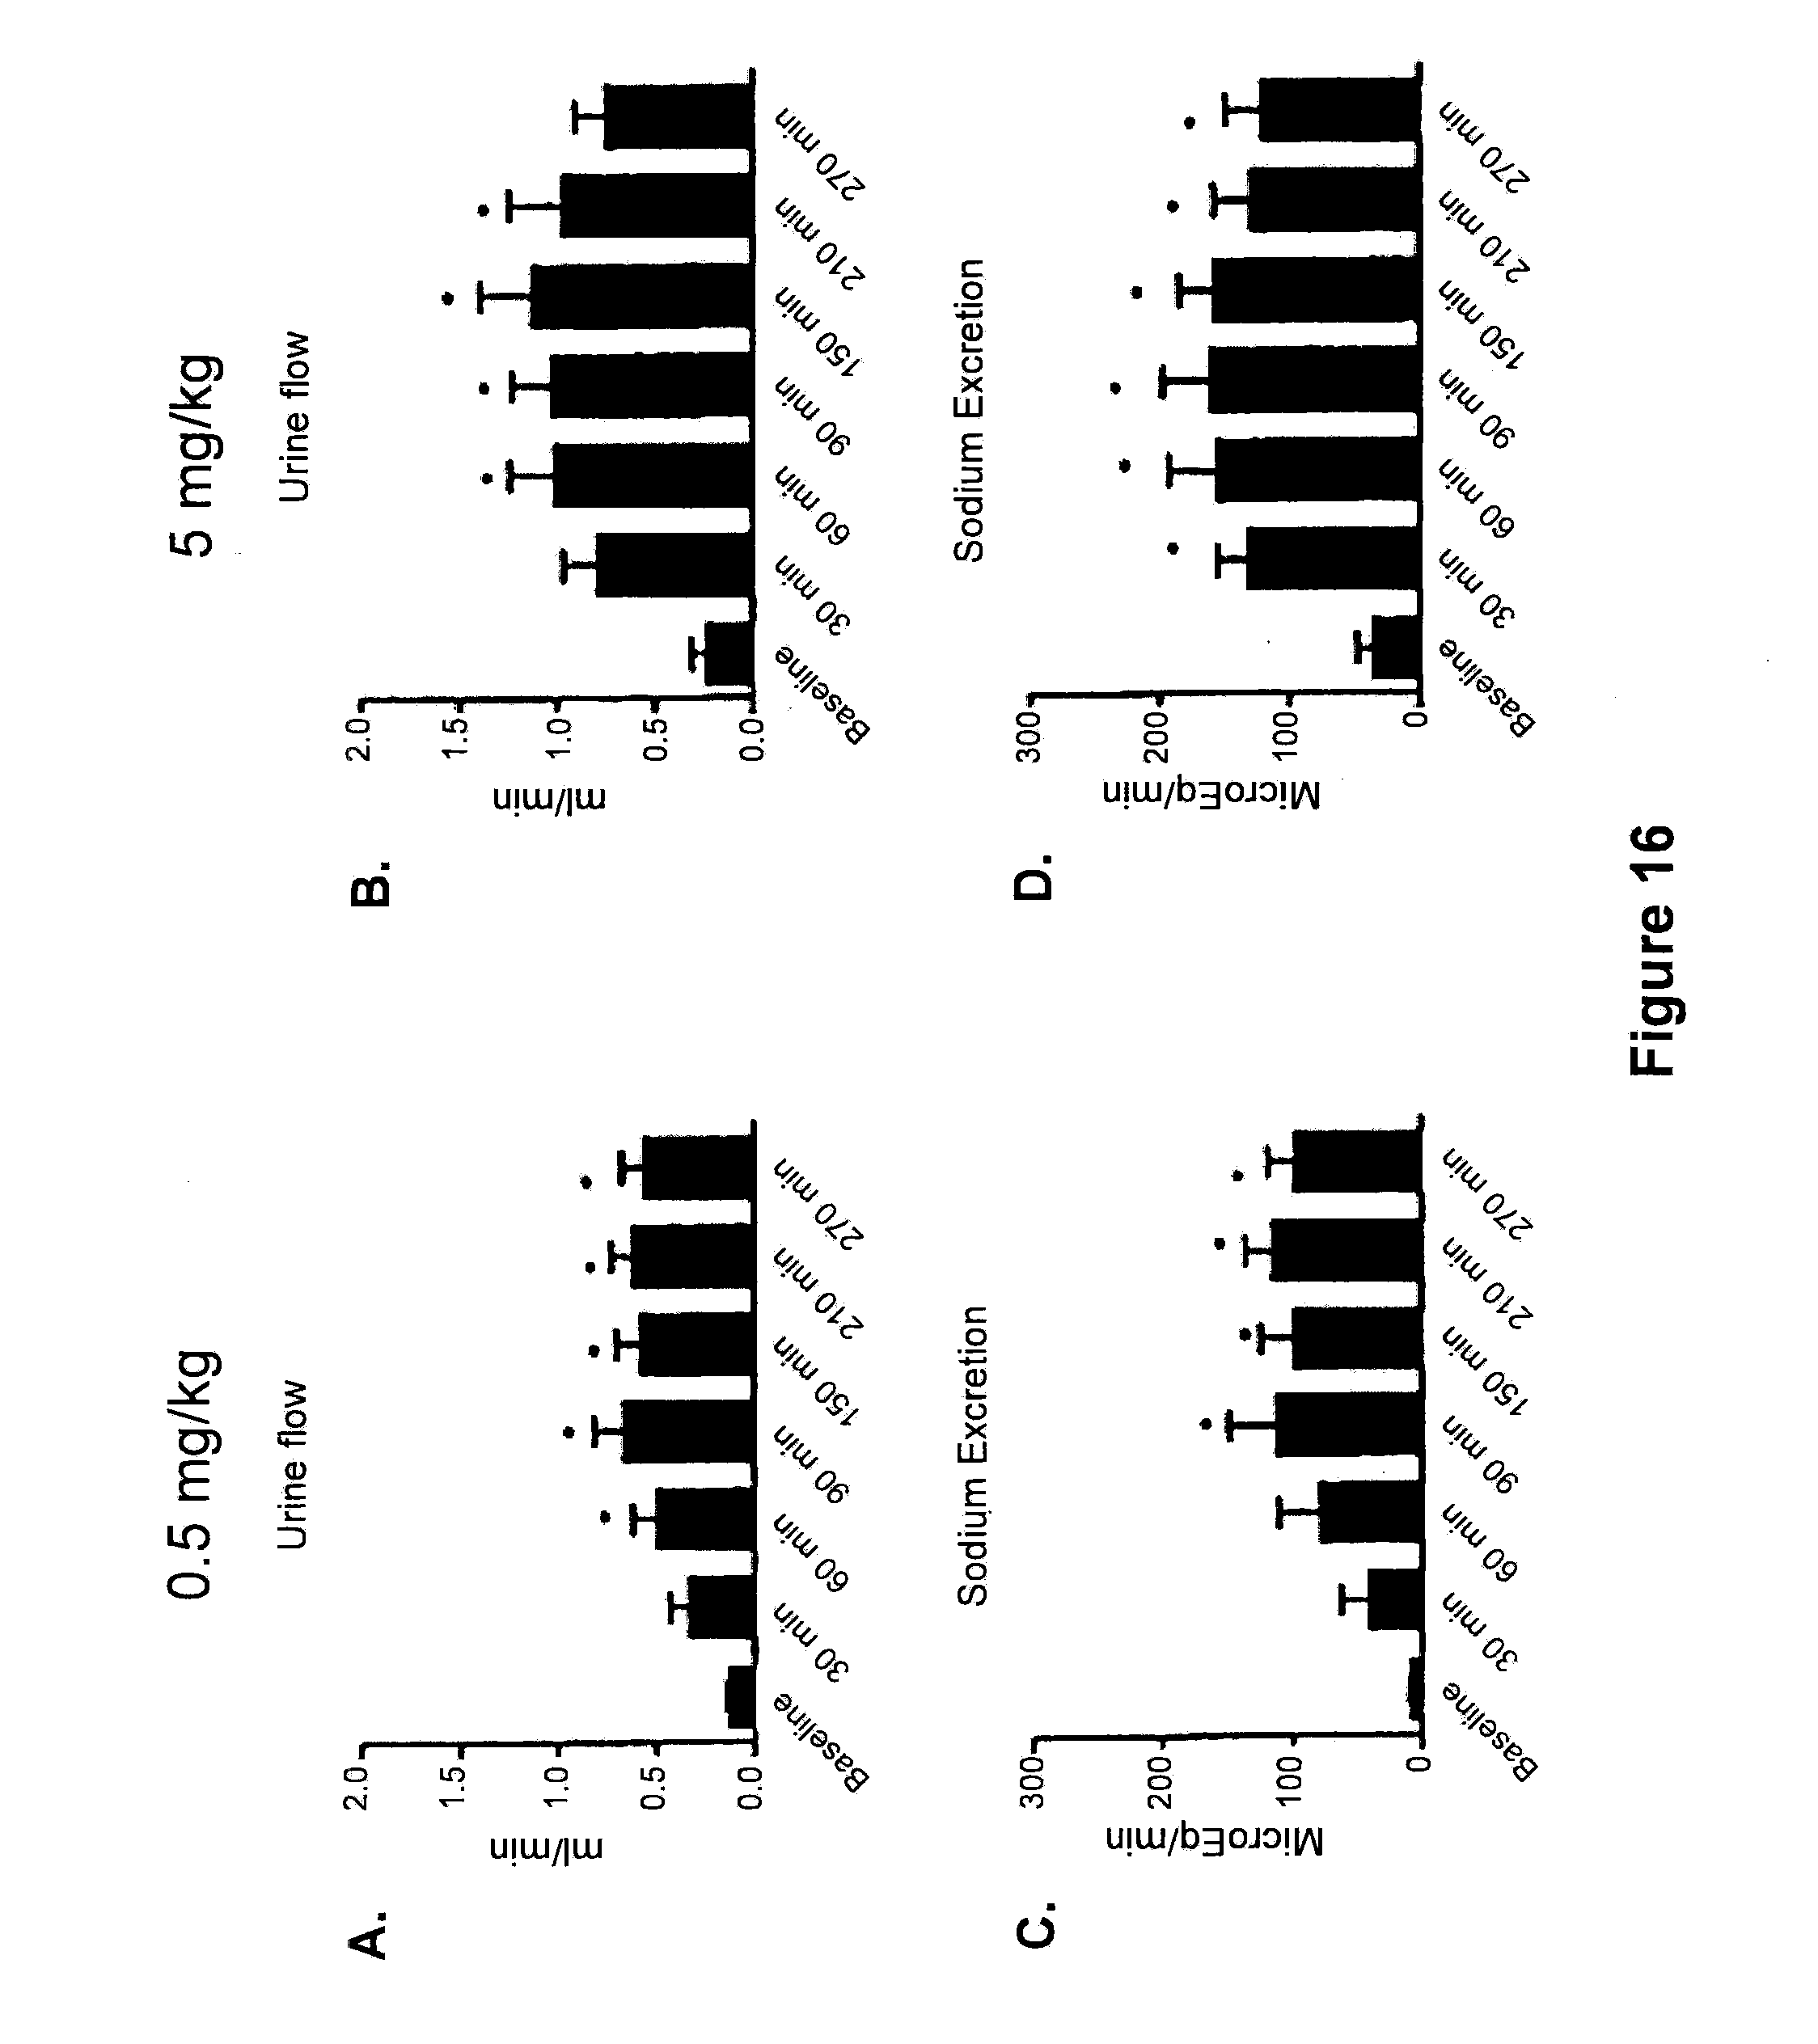 0.5 mg/kg
5 mg/kg
A.
Urine flow
ml/min
2.0
1.5
1.0
0.5
0.0
Baseline
30 min
60 min
90 min
150 min
210 min
270 min
B.
Urine flow
ml/min
2.0
1.5
1.0
0.5
0.0
Baseline
30 min
60 min
90 min
150 min
210 min
270 min
C.
Sodium Excretion
MicroEq/min
300
200
100
0
Baseline
30 min
60 min
90 min
150 min
210 min
270 min
D.
Sodium Excretion
MicroEq/min
300
200
100
0
Baseline
30 min
60 min
90 min
150 min
210 min
270 min
Figure 16